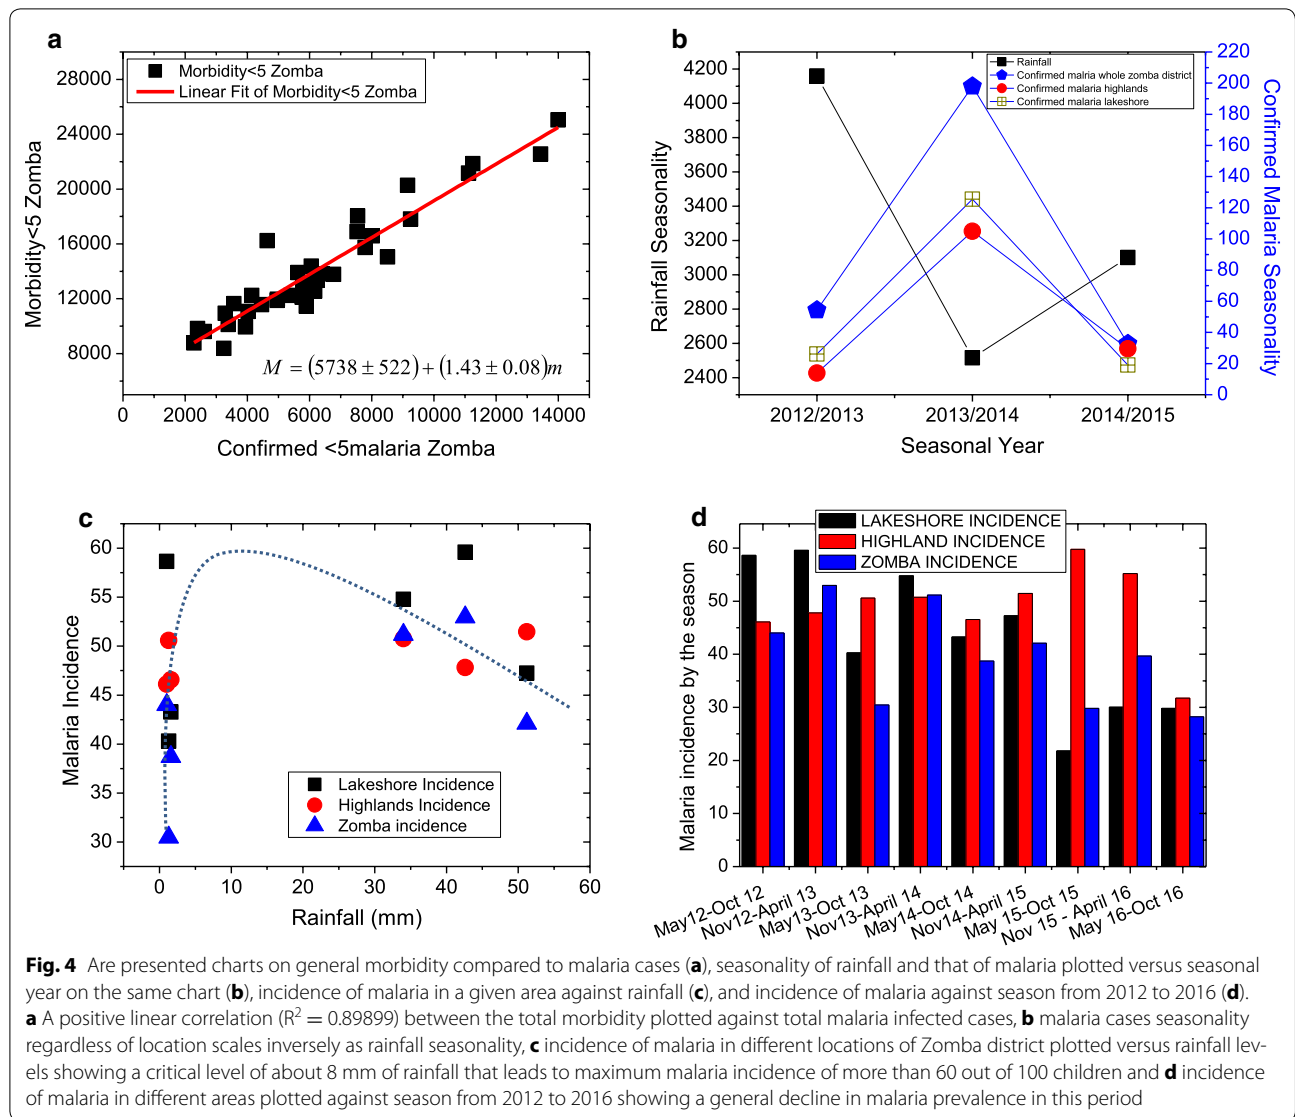 a
Morbidity<5 Zomba
Linear Fit of Morbidity<5 Zomba
28000
24000
20000
16000
12000
8000
Morbidity<5 Zomba
M = (5738 ± 522) + (1.43 ± 0.08)m
0 2000 4000 6000 8000 10000 12000 14000
Confirmed <5malaria Zomba
b
Rainfall
Confirmed malria whole zomba district
Confirmed malaria highlands
Confirmed malaria lakeshore
4200
4000
3800
3600
3400
3200
3000
2800
2600
2400
Rainfall Seasonality
220
200
180
160
140
120
100
80
60
40
20
0
Confirmed Malaria Seasonality
2012/2013 2013/2014 2014/2015
Seasonal Year
c
60
55
50
45
40
35
30
Malaria Incidence
Lakeshore Incidence
Highlands Incidence
Zomba incidence
0 10 20 30 40 50 60
Rainfall (mm)
d
LAKESHORE INCIDENCE
HIGHLAND INCIDENCE
ZOMBA INCIDENCE
60
50
40
30
20
10
0
Malaria incidence by the season
May12-Oct 12
Nov12-April 13
May13-Oct 13
Nov13-April 14
May14-Oct 14
Nov14-April 15
May 15-Oct 15
Nov 15 - April 16
May 16-Oct 16
Fig. 4 Are presented charts on general morbidity compared to malaria cases (a), seasonality of rainfall and that of malaria plotted versus seasonal
year on the same chart (b), incidence of malaria in a given area against rainfall (c), and incidence of malaria against season from 2012 to 2016 (d).
a A positive linear correlation (R² = 0.89899) between the total morbidity plotted against total malaria infected cases, b malaria cases seasonality
regardless of location scales inversely as rainfall seasonality, c incidence of malaria in different locations of Zomba district plotted versus rainfall lev-
els showing a critical level of about 8 mm of rainfall that leads to maximum malaria incidence of more than 60 out of 100 children and d incidence
of malaria in different areas plotted against season from 2012 to 2016 showing a general decline in malaria prevalence in this period